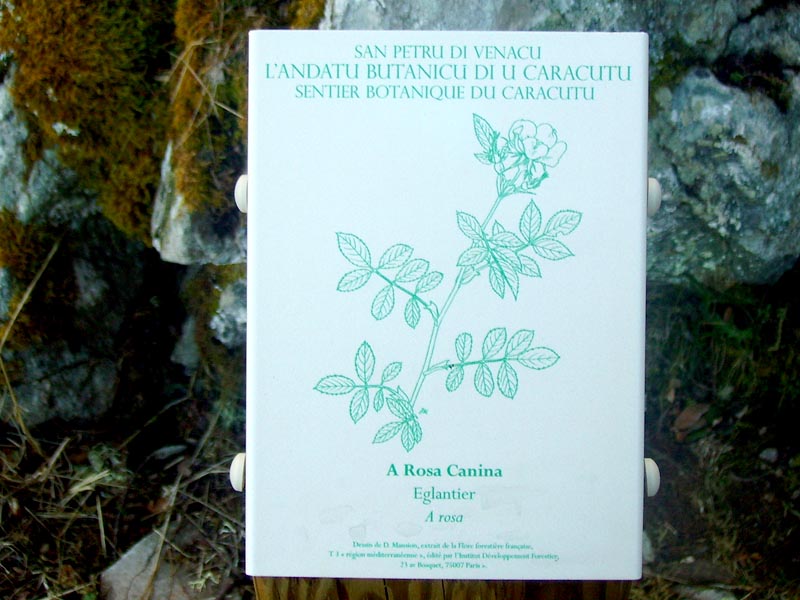 SAN PETRU DI VENACU
L'ANDATU BUTANICU DI U CARACUTU
SENTIER BOTANIQUE DU CARACUTU
A Rosa Canina
Eglantier
A rosa
Dessin de D. Mansion, extrait de la Flore forestière française,
T 3 « région méditerranéenne », édité par l'Institut Développement Forestier,
23 av Bosquet, 75007 Paris ».